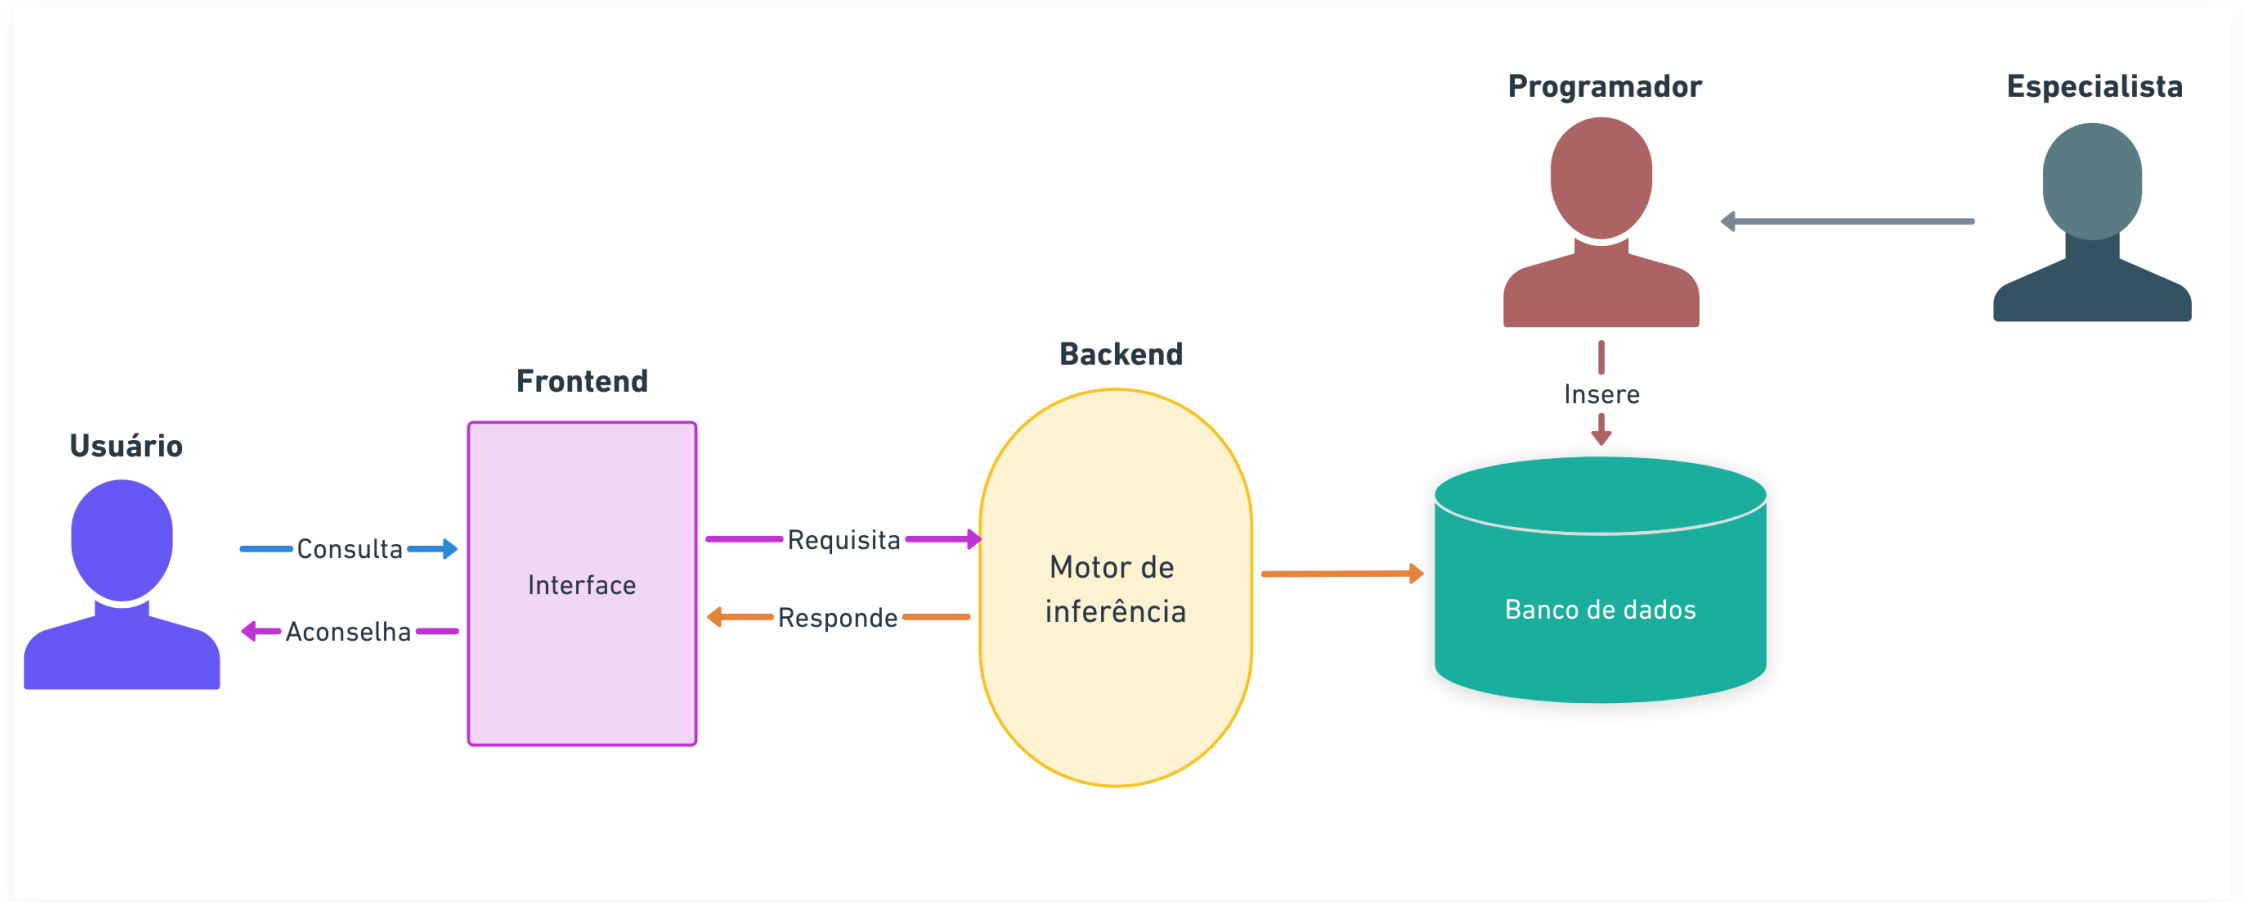 Programador
Especialista
Backend
Frontend
Insere
Usuário
Consulta
Requisita
Interface
Motor de
inferência
Banco de dados
Responde
Aconselha